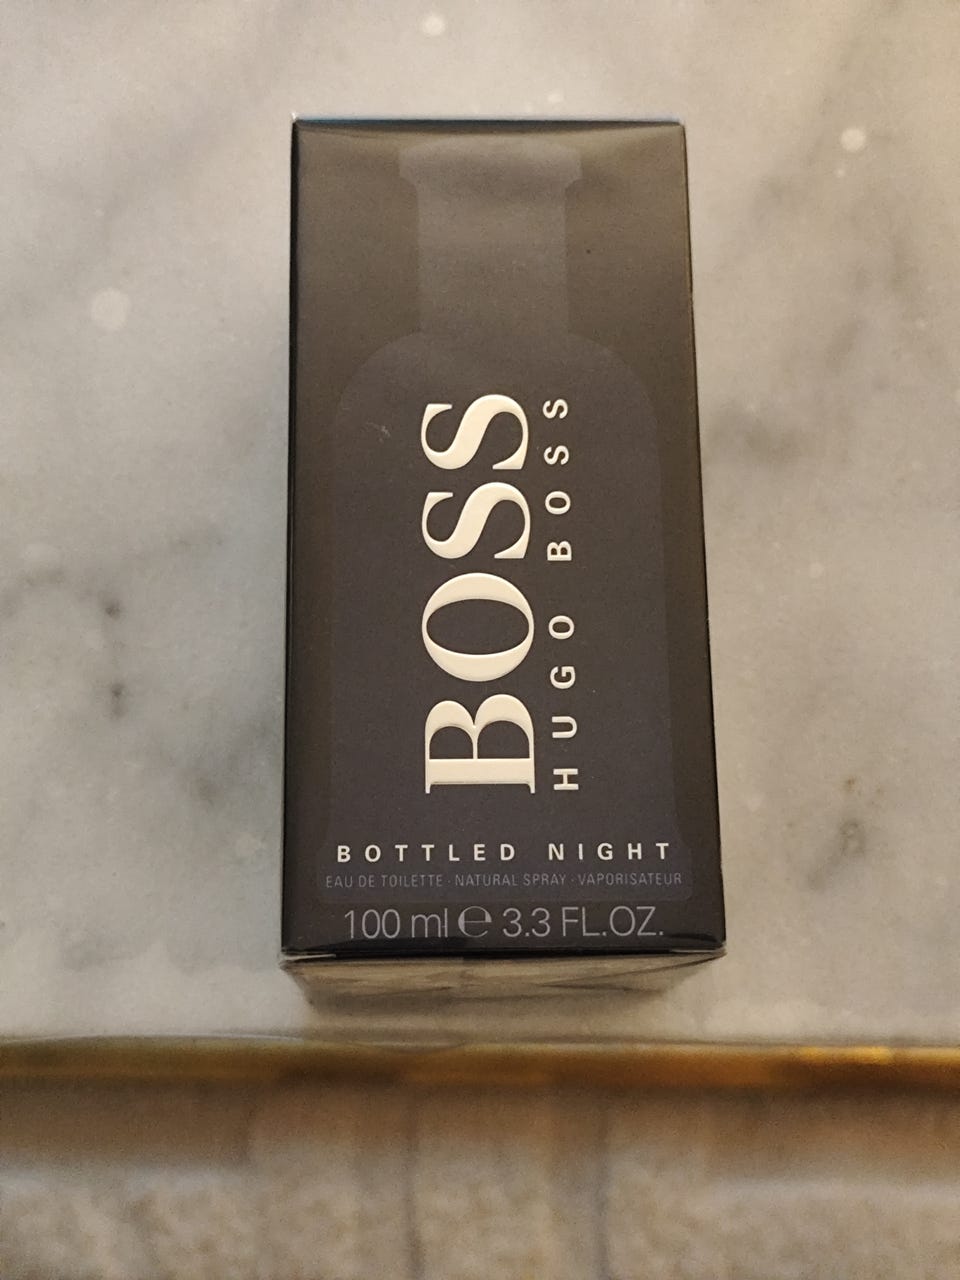 BOSS
HUGO BOSS
BOTTLED NIGHT
EAU DE TOILETTE · NATURAL SPRAY · VAPORISATEUR
100 ml ℮ 3.3 FL.OZ.